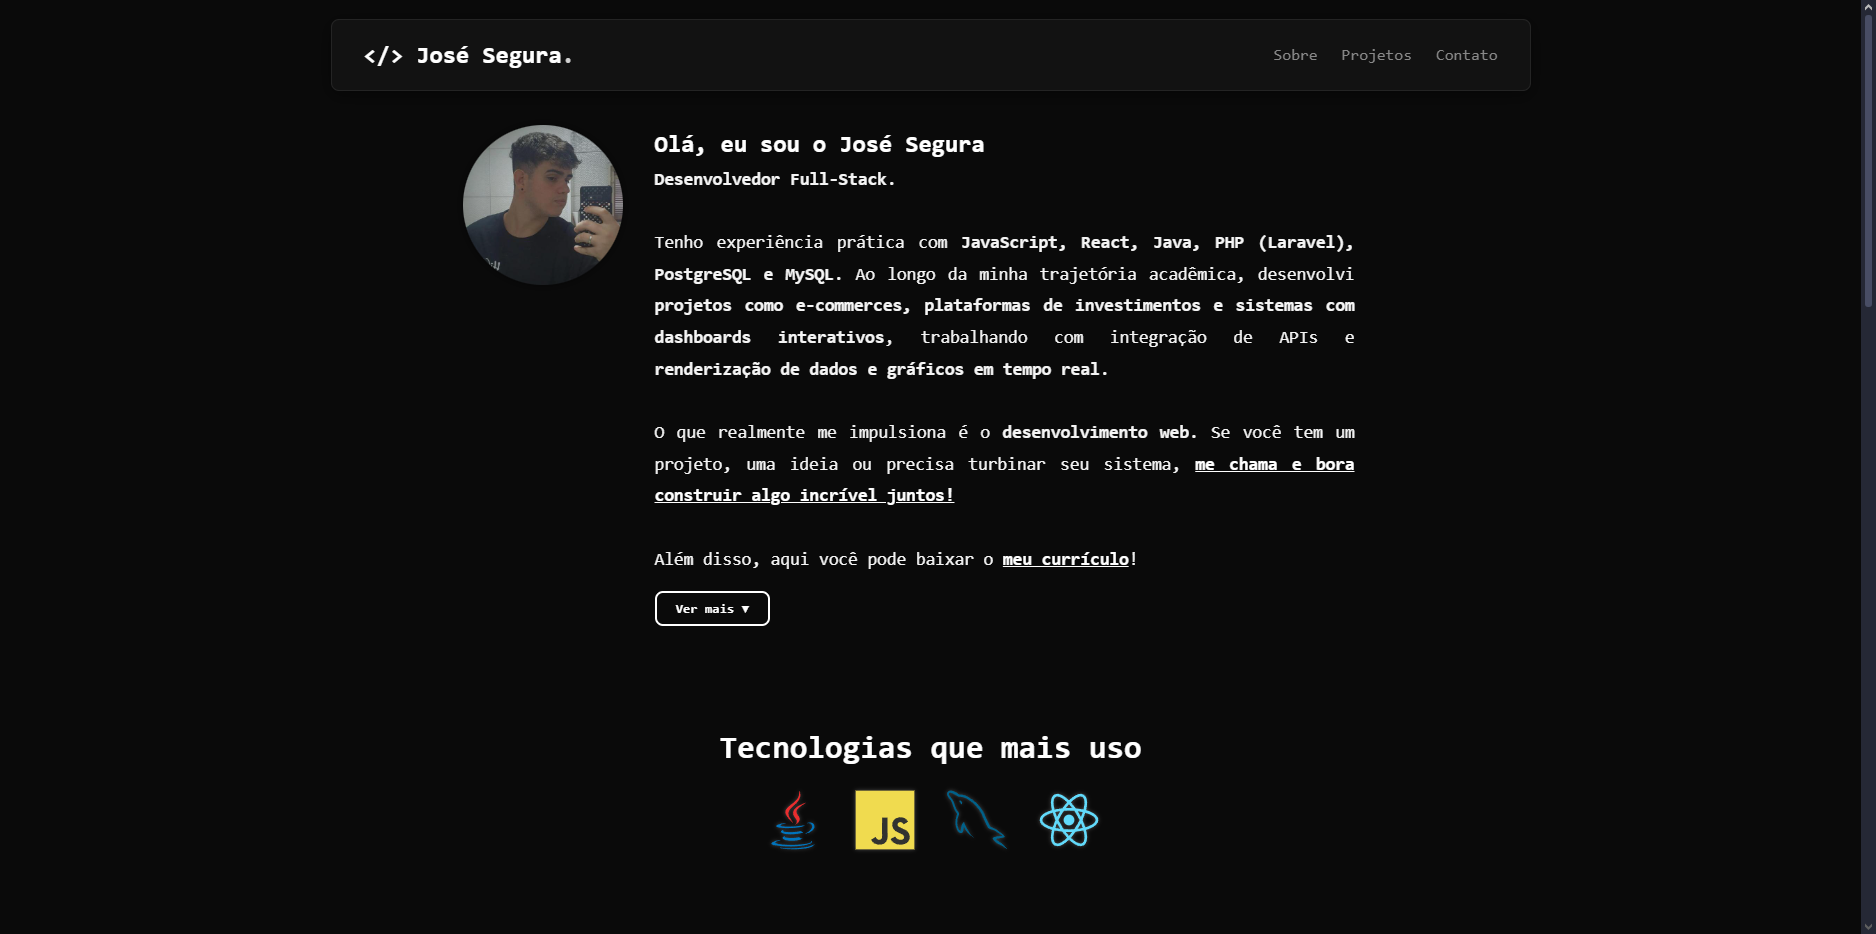 </> José Segura.
Sobre Projetos Contato
Olá, eu sou o José Segura
Desenvolvedor Full-Stack.
Tenho experiência prática com JavaScript, React, Java, PHP (Laravel),
PostgreSQL e MySQL. Ao longo da minha trajetória acadêmica, desenvolvi
projetos como e-commerces, plataformas de investimentos e sistemas com
dashboards interativos, trabalhando com integração de APIs e
renderização de dados e gráficos em tempo real.
O que realmente me impulsiona é o desenvolvimento web. Se você tem um
projeto, uma ideia ou precisa turbinar seu sistema, me chama e bora
construir algo incrível juntos!
Além disso, aqui você pode baixar o meu currículo!
Ver mais ▼
Tecnologias que mais uso
JS